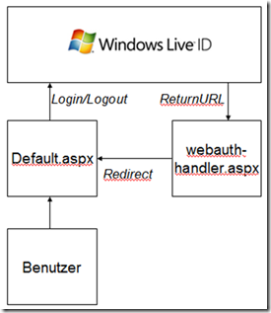 Windows Live ID
Login/Logout
ReturnURL
Default.aspx
webauth-
handler.aspx
Redirect
Benutzer